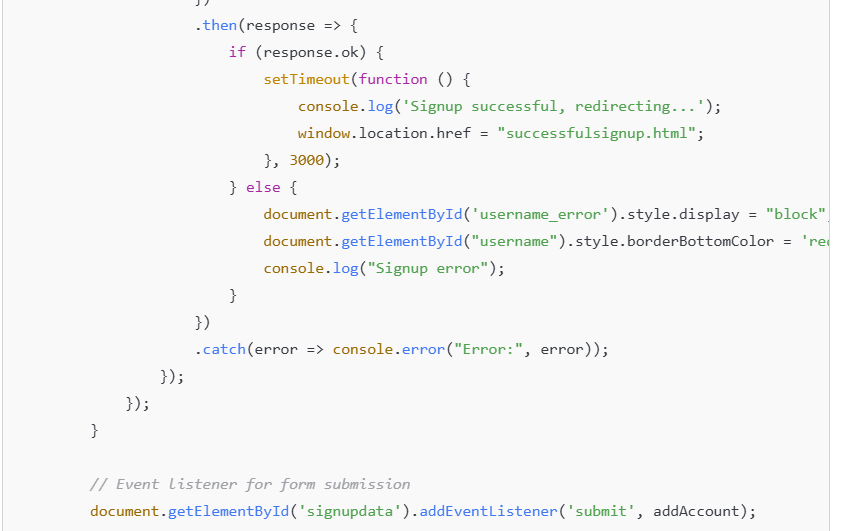 })
.then(response => {
if (response.ok) {
setTimeout(function () {
console.log('Signup successful, redirecting...');
window.location.href = "successfulsignup.html";
}, 3000);
} else {
document.getElementById('username_error').style.display = "block";
document.getElementById("username").style.borderBottomColor = 'red
console.log("Signup error");
}
})
.catch(error => console.error("Error:", error));
});
});
}
// Event listener for form submission
document.getElementById('signupdata').addEventListener('submit', addAccount);